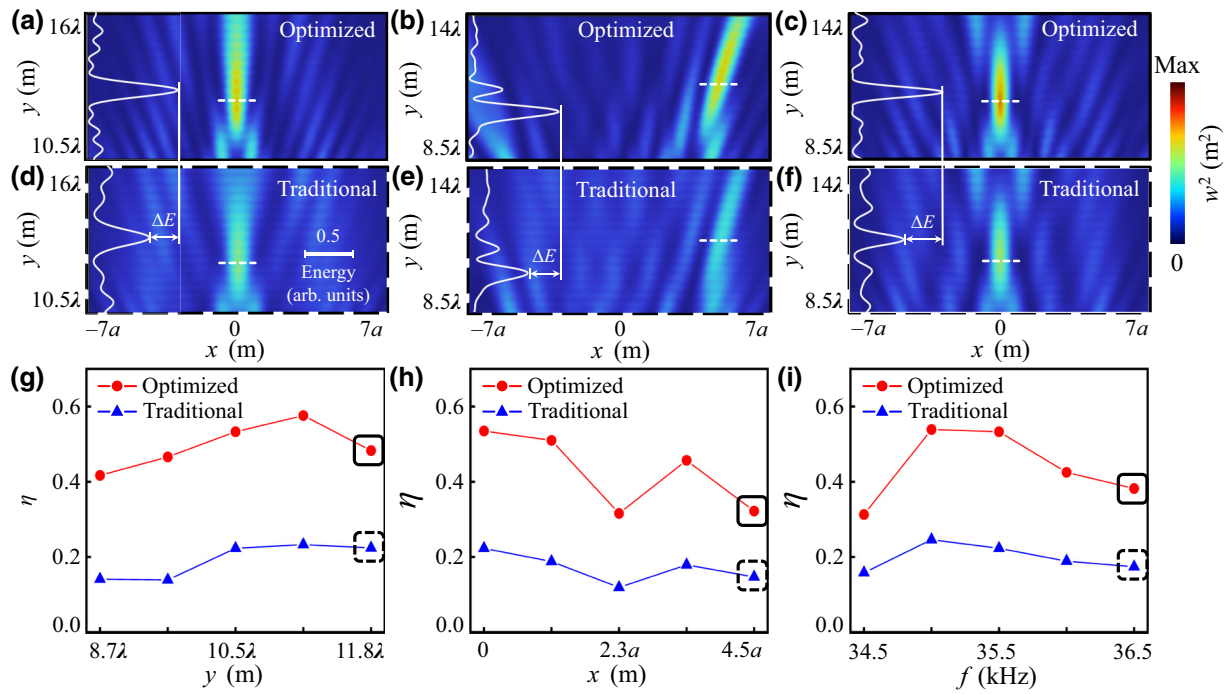 (a) 16λ Optimized
y (m)
10.5λ
(b) 14λ Optimized
y (m)
8.5λ
(c) 14λ Optimized
y (m)
8.5λ
Max
w² (m²)
0
(d) 16λ Traditional
y (m)
ΔE
0.5
Energy
(arb. units)
10.5λ
−7a 0 7a
x (m)
(e) 14λ Traditional
y (m)
ΔE
8.5λ
−7a 0 7a
x (m)
(f) 14λ Traditional
y (m)
ΔE
8.5λ
−7a 0 7a
x (m)
(g)
Optimized
Traditional
0.6
0.4
η
0.2
0.0
8.7λ 10.5λ 11.8λ
y (m)
(h)
Optimized
Traditional
0.6
0.4
η
0.2
0.0
0 2.3a 4.5a
x (m)
(i)
Optimized
Traditional
0.6
0.4
η
0.2
0.0
34.5 35.5 36.5
f (kHz)